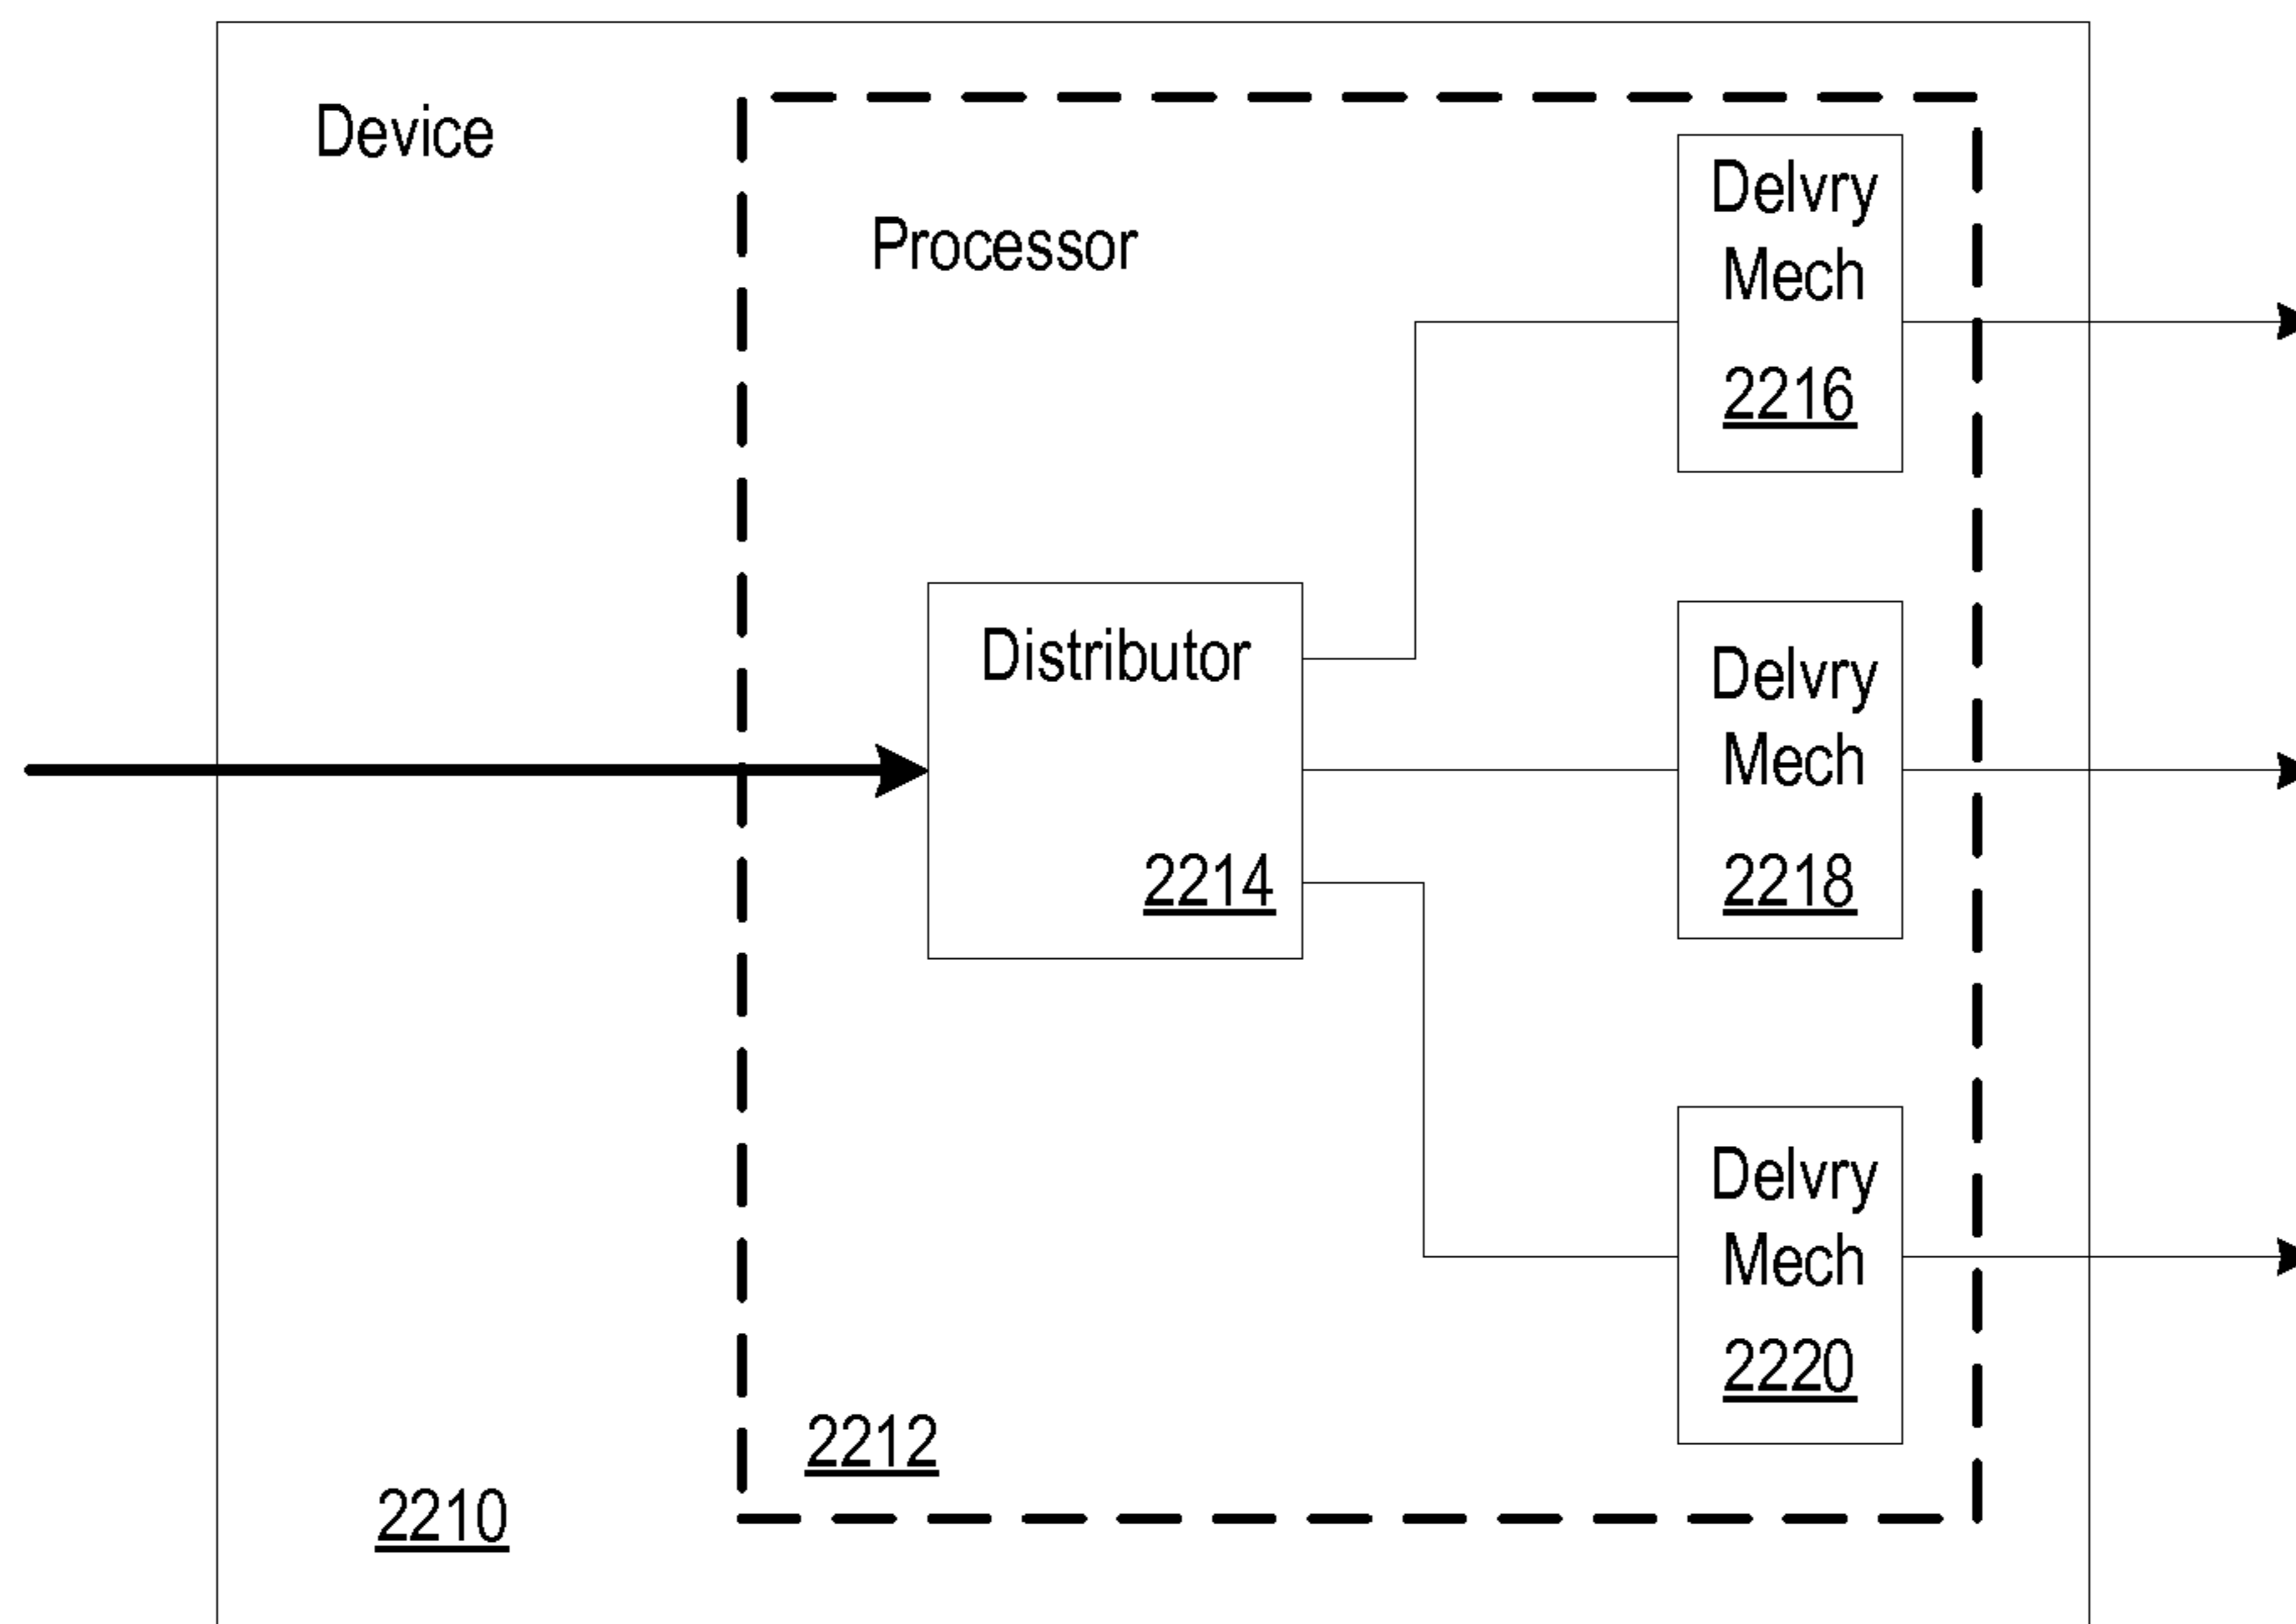 Device
Processor
Delvry
Mech
2216
Distributor
2214
Delvry
Mech
2218
Delvry
Mech
2220
2212
2210